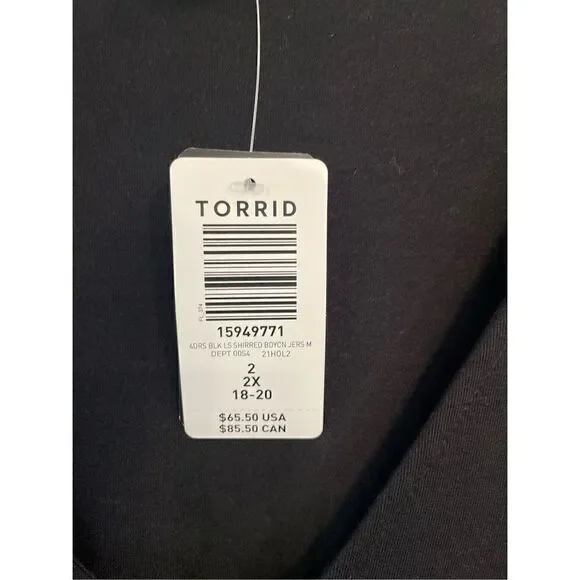 TORRID
15949771
4DRS BLK LS SHIRRED BDYCN JERS M
DEPT 0054 21HOL2
2
2X
18-20
$65.50 USA
$85.50 CAN